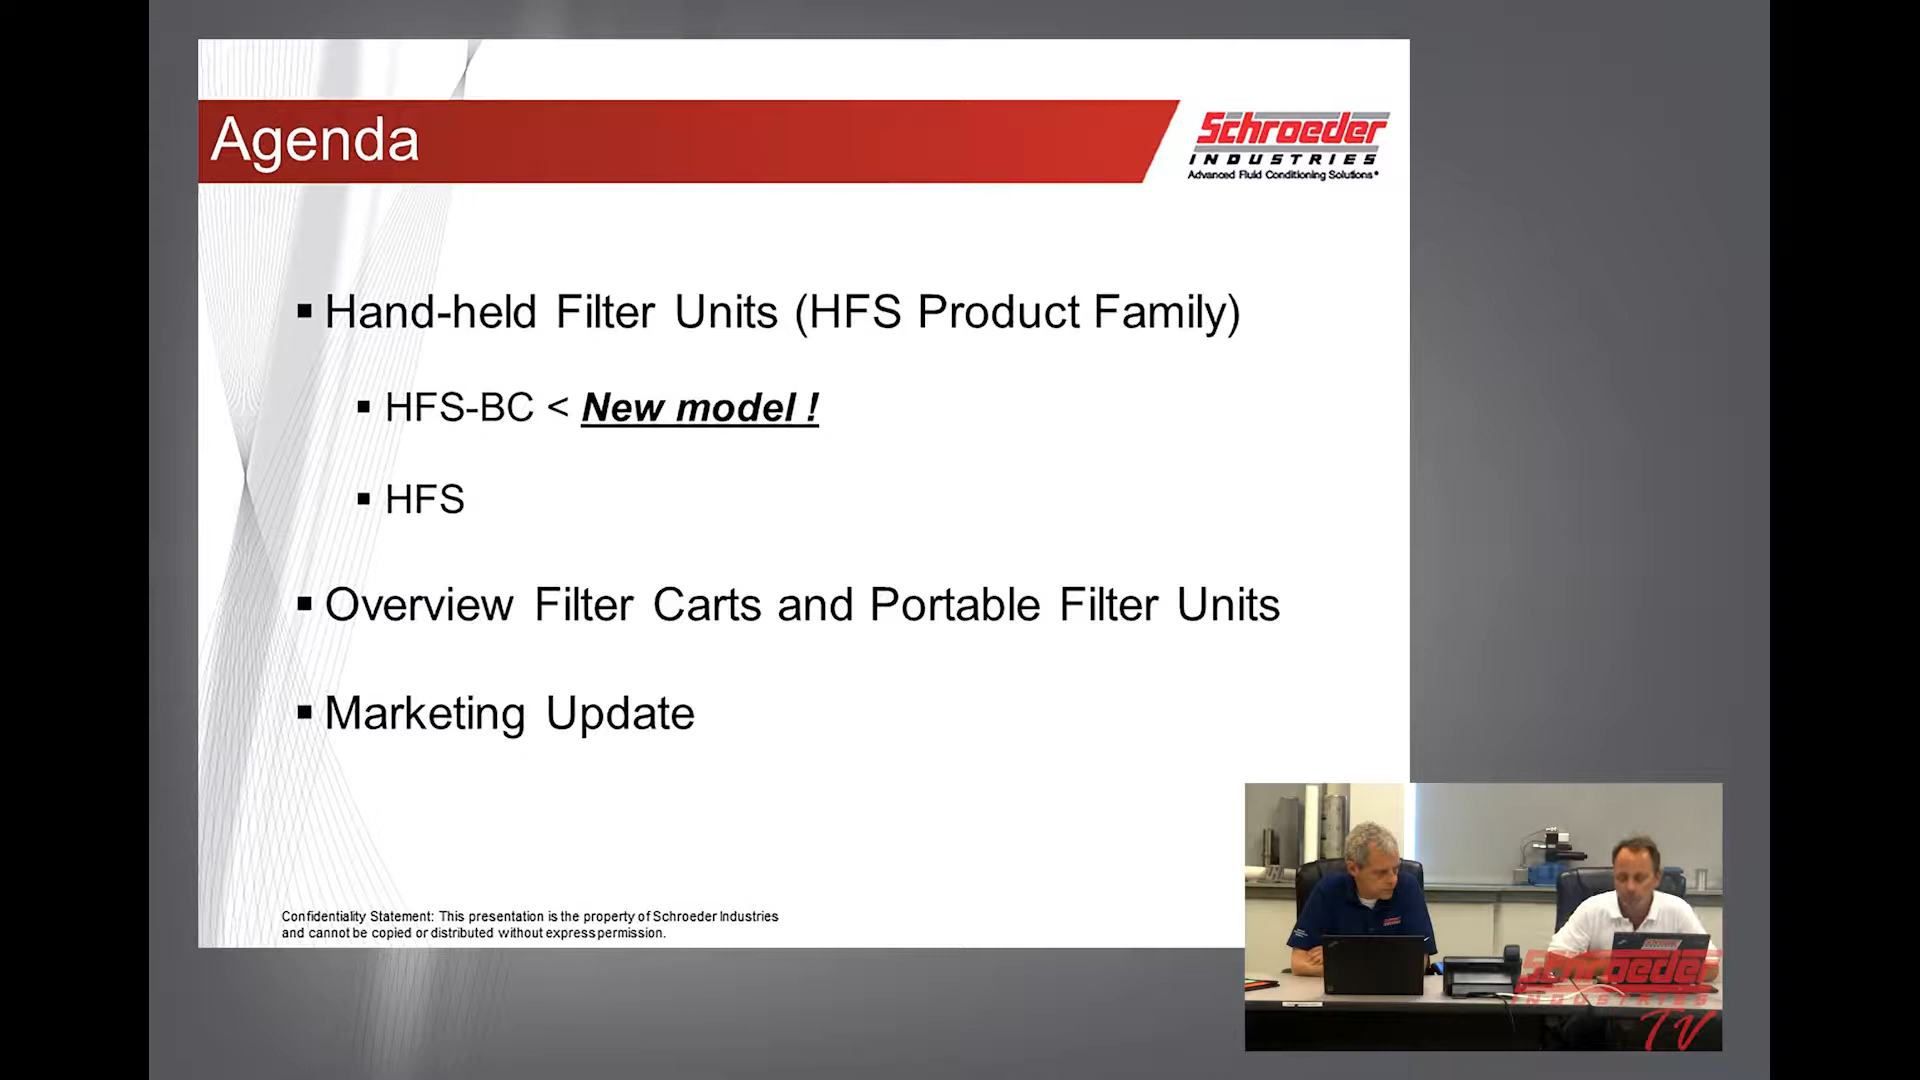 Agenda
Schroeder
INDUSTRIES
Advanced Fluid Conditioning Solutions®
▪ Hand-held Filter Units (HFS Product Family)
▪ HFS-BC < New model !
▪ HFS
▪ Overview Filter Carts and Portable Filter Units
▪ Marketing Update
Confidentiality Statement: This presentation is the property of Schroeder Industries
and cannot be copied or distributed without express permission.
Schroeder
INDUSTRIES
TV